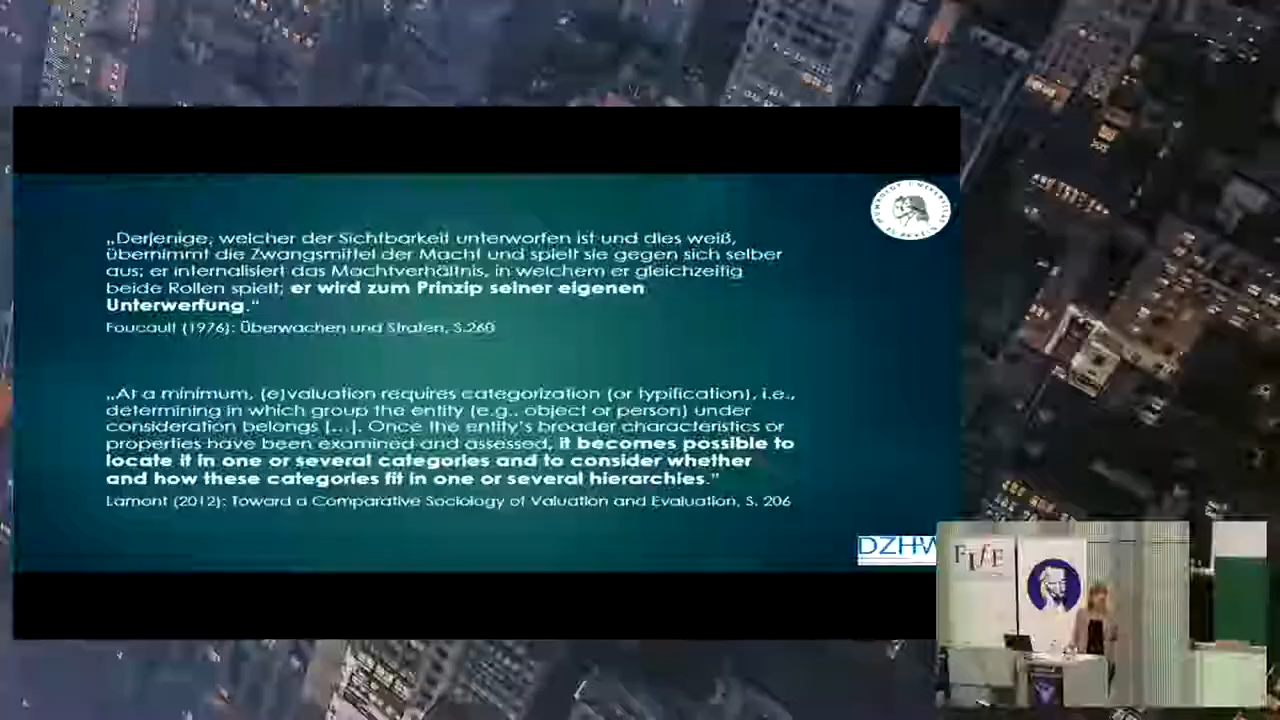 „Derjenige, welcher der Sichtbarkeit unterworfen ist und dies weiß,
übernimmt die Zwangsmittel der Macht und spielt sie gegen sich selber
aus; er internalisiert das Machtverhältnis, in welchem er gleichzeitig
beide Rollen spielt; er wird zum Prinzip seiner eigenen
Unterwerfung.“
Foucault (1976): Überwachen und Strafen, S.260
„At a minimum, (e)valuation requires categorization (or typification), i.e.,
determining in which group the entity (e.g., object or person) under
consideration belongs […]. Once the entity’s broader characteristics or
properties have been examined and assessed, it becomes possible to
locate it in one or several categories and to consider whether
and how these categories fit in one or several hierarchies.”
Lamont (2012): Toward a Comparative Sociology of Valuation and Evaluation, S. 206
DZHW
FIfF